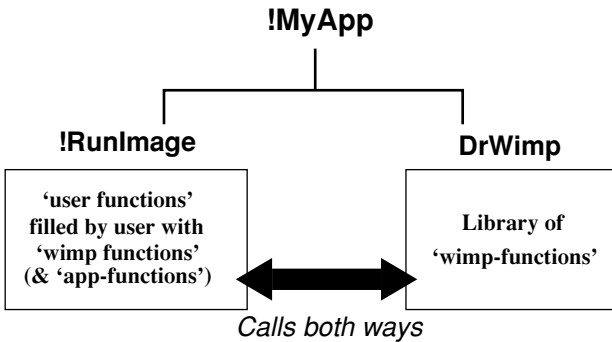 !MyApp
!RunImage
DrWimp
‘user functions’
filled by user with
‘wimp functions’
(& ‘app-functions’)
Library of
‘wimp-functions’
Calls both ways